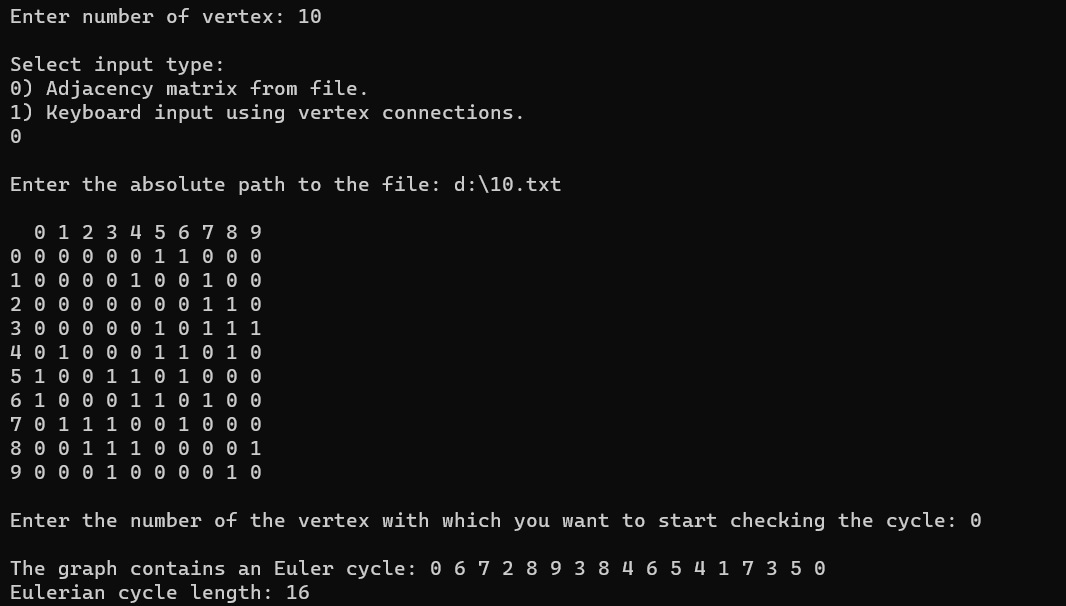 Enter number of vertex: 10
Select input type:
0) Adjacency matrix from file.
1) Keyboard input using vertex connections.
0
Enter the absolute path to the file: d:\10.txt
0 1 2 3 4 5 6 7 8 9
0 0 0 0 0 0 1 1 0 0 0
1 0 0 0 0 1 0 0 1 0 0
2 0 0 0 0 0 0 0 1 1 0
3 0 0 0 0 0 1 0 1 1 1
4 0 1 0 0 0 1 1 0 1 0
5 1 0 0 1 1 0 1 0 0 0
6 1 0 0 0 1 1 0 1 0 0
7 0 1 1 1 0 0 1 0 0 0
8 0 0 1 1 1 0 0 0 0 1
9 0 0 0 1 0 0 0 0 1 0
Enter the number of the vertex with which you want to start checking the cycle: 0
The graph contains an Euler cycle: 0 6 7 2 8 9 3 8 4 6 5 4 1 7 3 5 0
Eulerian cycle length: 16